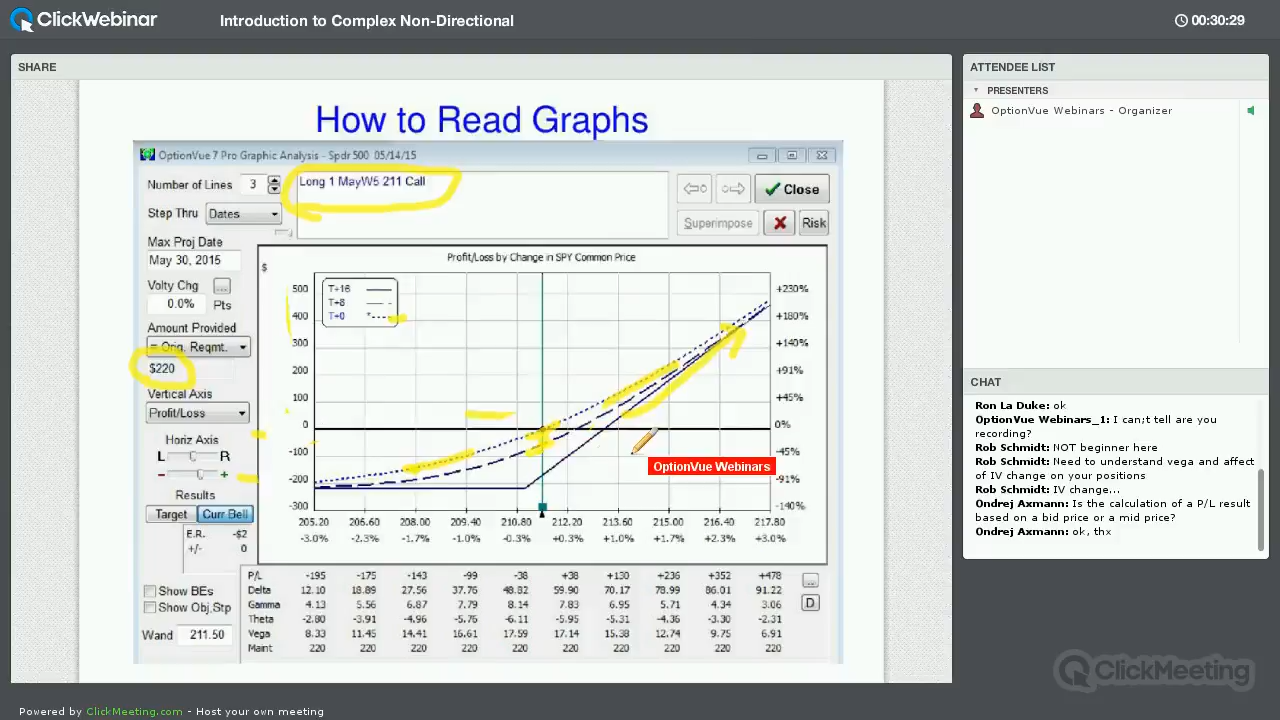 ClickWebinar
Introduction to Complex Non-Directional
00:30:29
SHARE
How to Read Graphs
OptionVue 7 Pro Graphic Analysis - Spdr 500 05/14/15
Number of Lines 3
Long 1 MayW5 211 Call
Close
Step Thru Dates
Superimpose
Risk
Max Proj Date
May 30, 2015
Volty Chg ...
0.0% Pts
Amount Provided
= Orig. Reqmt.
$220
Vertical Axis
Profit/Loss
Horiz Axis
L R
- +
Results
Target Curr Bell
E.R. -$2
+/- 0
Show BEs
Show Obj,Stp
Wand 211.50
Profit/Loss by Change in SPY Common Price
$
T+16
T+8
T+0
500 +230%
400 +180%
300 +140%
200 +91%
100 +45%
0 0%
-100 -45%
-200 -91%
-300 -140%
OptionVue Webinars
205.20 206.60 208.00 209.40 210.80 212.20 213.60 215.00 216.40 217.80
-3.0% -2.3% -1.7% -1.0% -0.3% +0.3% +1.0% +1.7% +2.3% +3.0%
P/L -195 -175 -143 -99 -38 +38 +130 +236 +352 +478 ...
Delta 12.10 18.89 27.56 37.76 48.82 59.90 70.17 78.99 86.01 91.22
Gamma 4.13 5.56 6.87 7.79 8.14 7.83 6.95 5.71 4.34 3.06 D
Theta -2.80 -3.91 -4.96 -5.76 -6.11 -5.95 -5.31 -4.36 -3.30 -2.31
Vega 8.33 11.45 14.41 16.61 17.59 17.14 15.38 12.74 9.75 6.91
Maint 220 220 220 220 220 220 220 220 220 220
ATTENDEE LIST
PRESENTERS
OptionVue Webinars - Organizer
CHAT
Ron La Duke: ok
OptionVue Webinars_1: I can;t tell are you
recording?
Rob Schmidt: NOT beginner here
Rob Schmidt: Need to understand vega and affect
of IV change on your positions
Rob Schmidt: IV change...
Ondrej Axmann: Is the calculation of a P/L result
based on a bid price or a mid price?
Ondrej Axmann: ok, thx
ClickMeeting
Powered by ClickMeeting.com - Host your own meeting